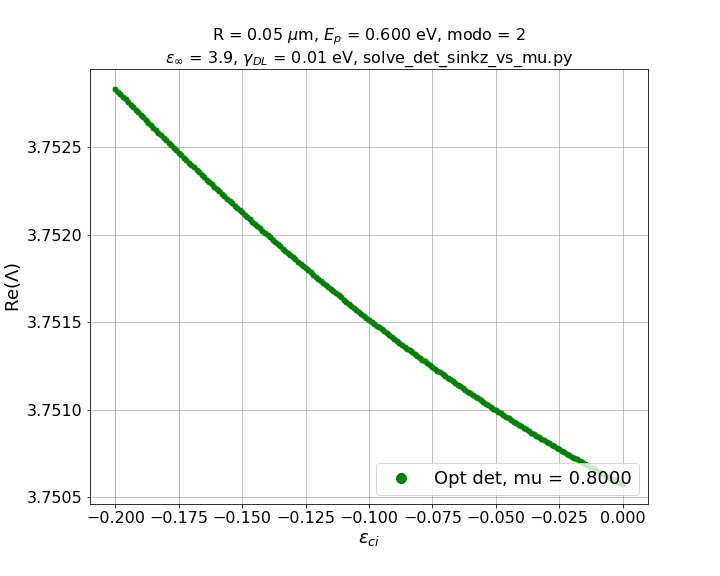 R = 0.05 μm, E_p = 0.600 eV, modo = 2
ε_∞ = 3.9, γ_DL = 0.01 eV, solve_det_sinkz_vs_mu.py
Re(Λ)
3.7525
3.7520
3.7515
3.7510
3.7505
Opt det, mu = 0.8000
−0.200 −0.175 −0.150 −0.125 −0.100 −0.075 −0.050 −0.025 0.000
ε_ci